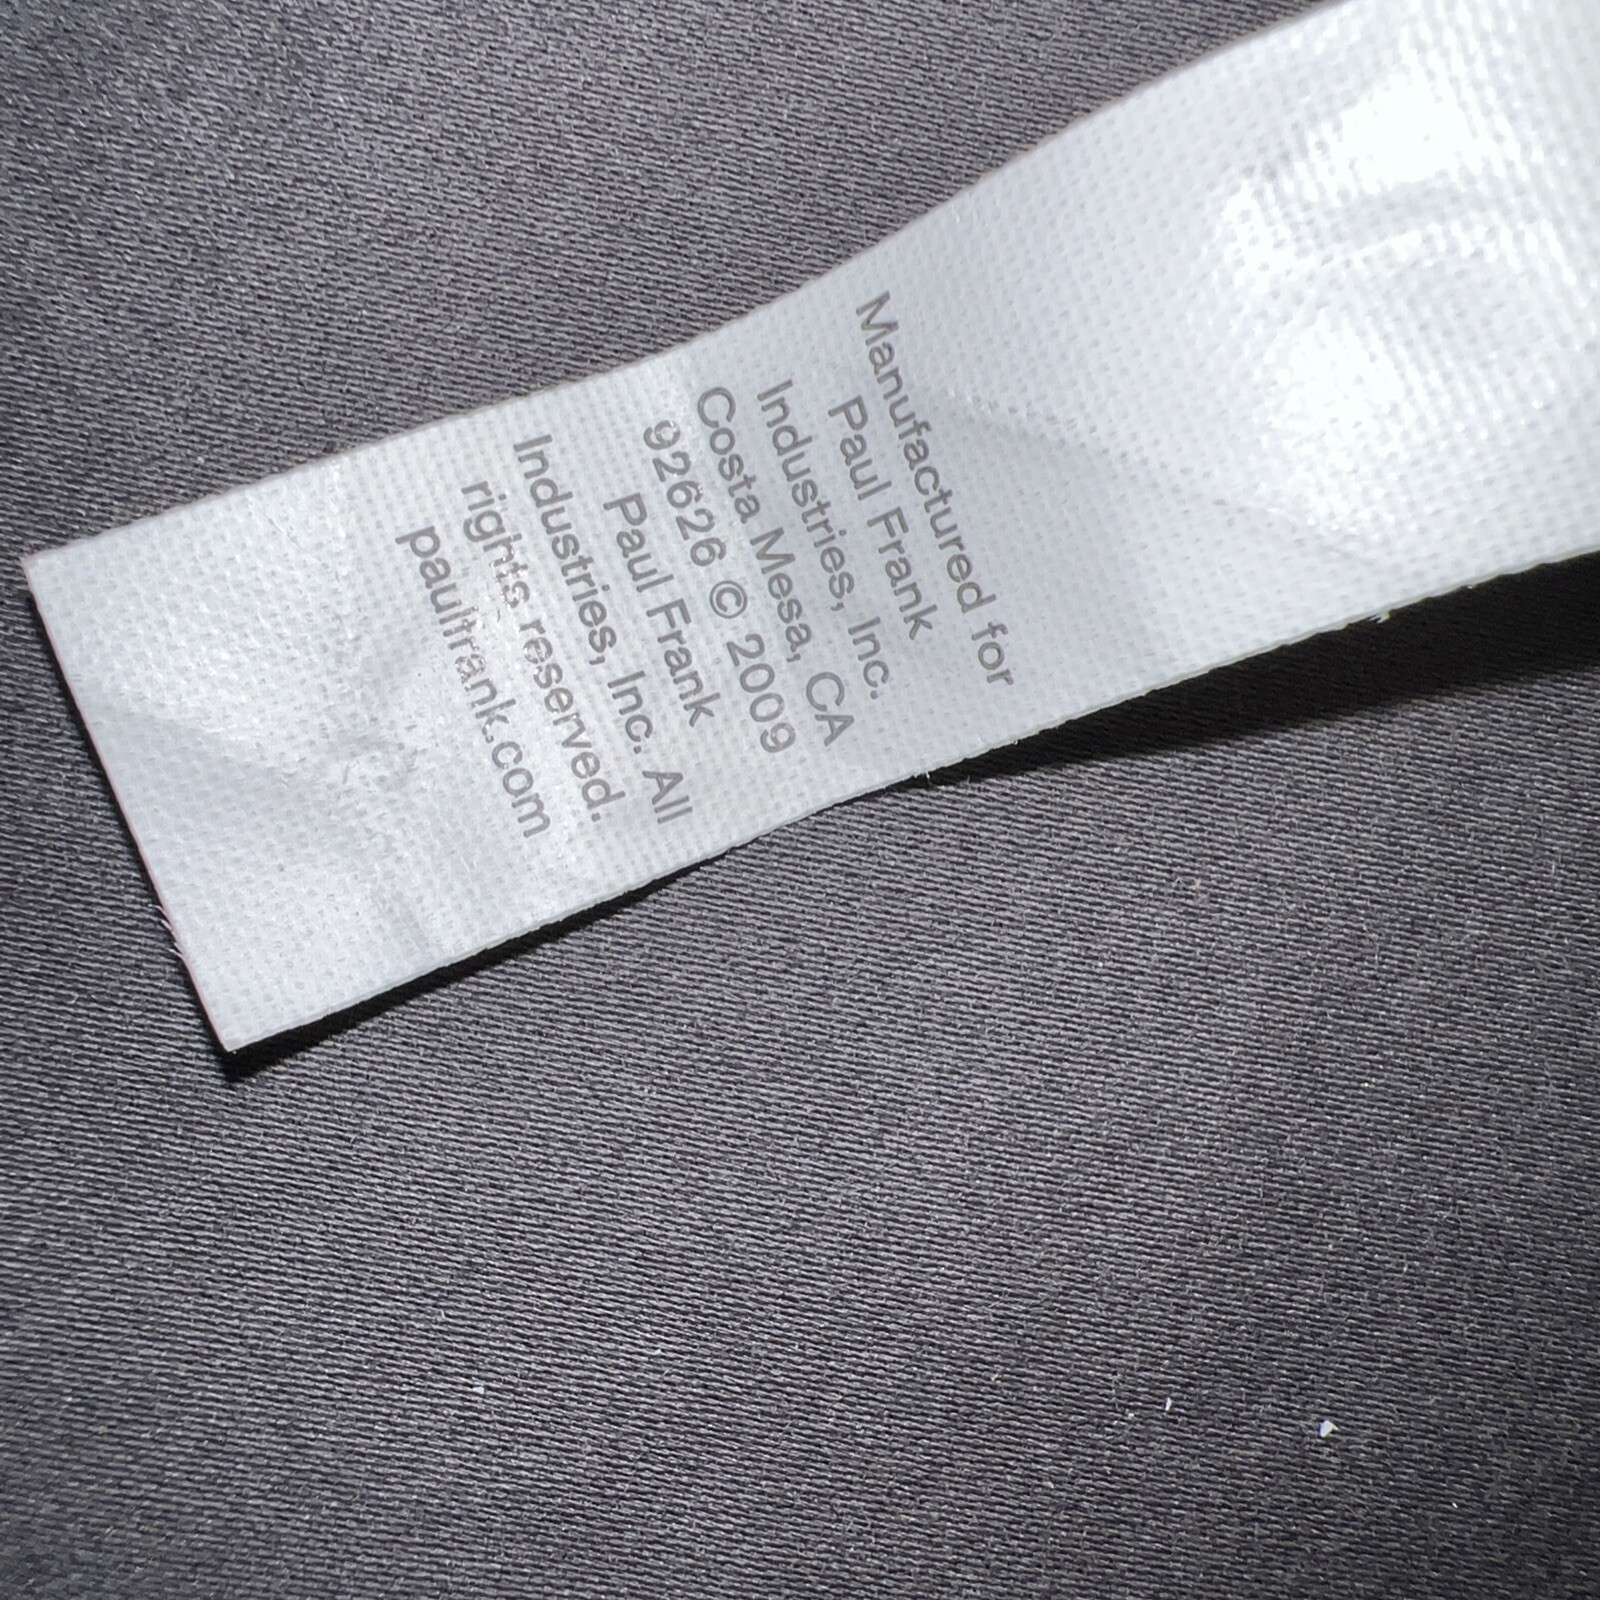 Manufactured for
Paul Frank
Industries, Inc.
Costa Mesa, CA
92626 © 2009
Paul Frank
Industries, Inc. All
rights reserved.
paulfrank.com